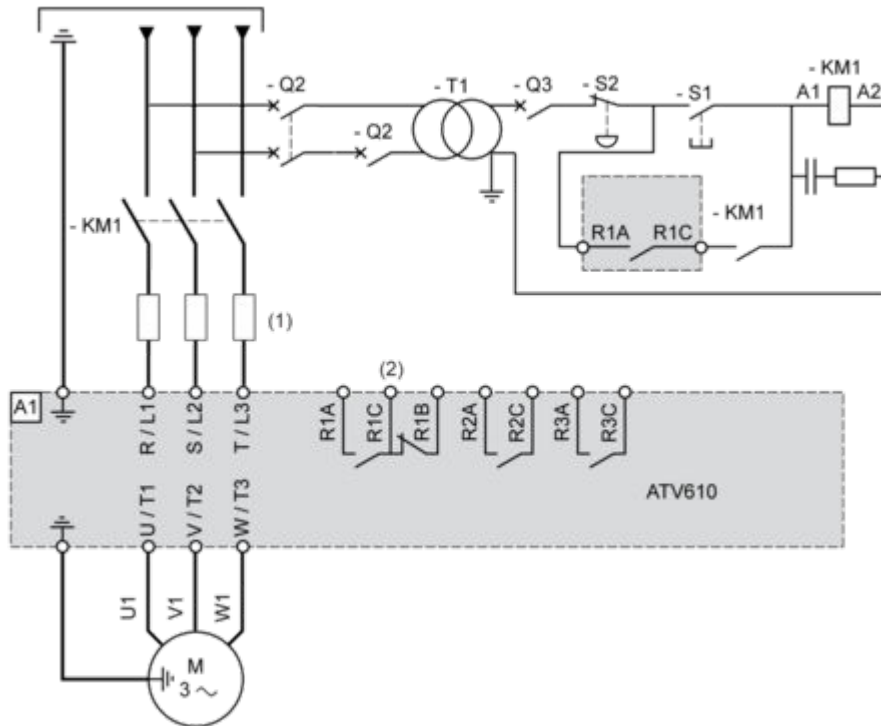 - Q2
- T1
- Q3
- S2
- S1
- KM1
A1
A2
- Q2
- KM1
R1A
R1C
- KM1
(1)
(2)
A1
R / L1
S / L2
T / L3
R1A
R1C
R1B
R2A
R2C
R3A
R3C
ATV610
U / T1
V / T2
W / T3
U1
V1
W1
M
3 ~